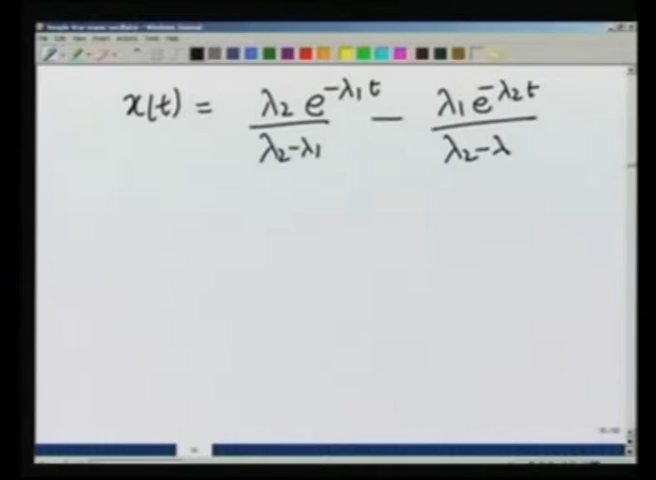 x(t) = λ₂ e^{-λ₁t} / (λ₂-λ₁) - λ₁ e^{-λ₂t} / (λ₂-λ)